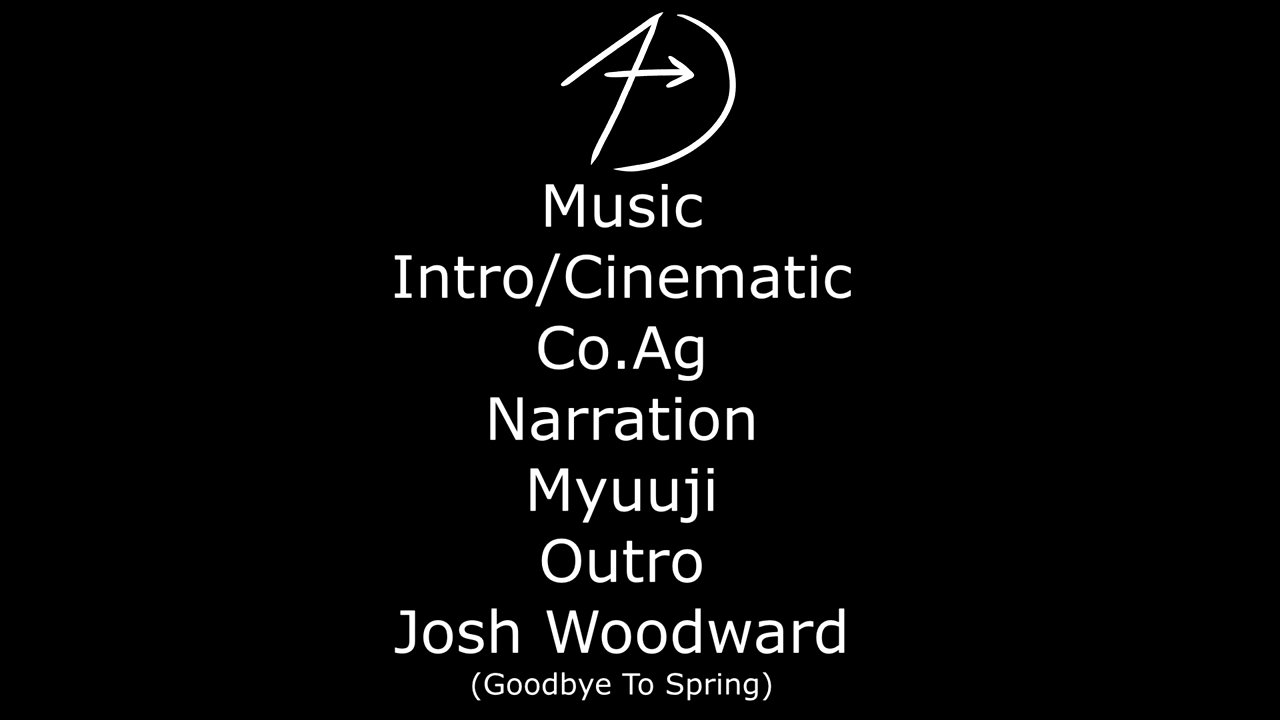 Music
Intro/Cinematic
Co.Ag
Narration
Myuuji
Outro
Josh Woodward
(Goodbye To Spring)